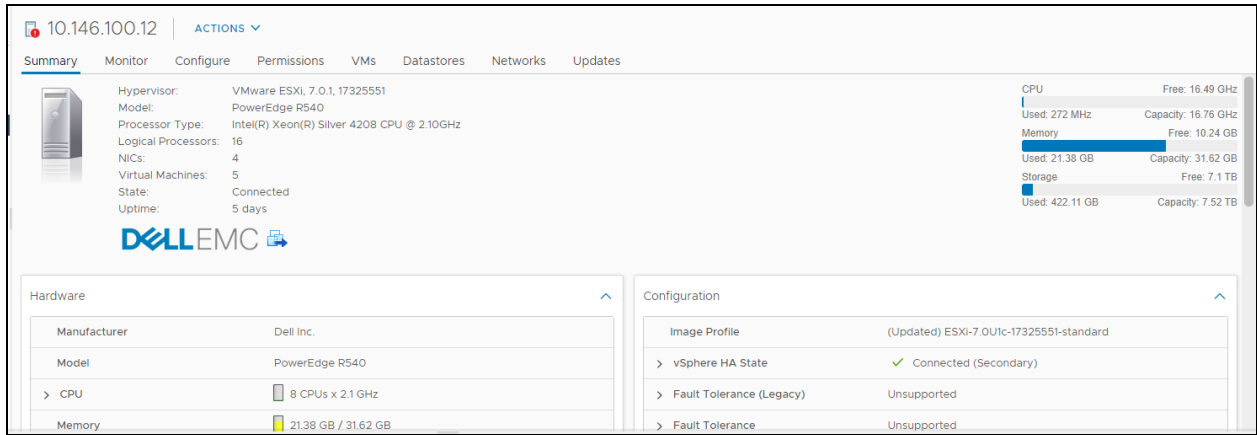 10.146.100.12 ACTIONS
Summary Monitor Configure Permissions VMs Datastores Networks Updates
Hypervisor: VMware ESXi, 7.0.1, 17325551
Model: PowerEdge R540
Processor Type: Intel(R) Xeon(R) Silver 4208 CPU @ 2.10GHz
Logical Processors: 16
NICs: 4
Virtual Machines: 5
State: Connected
Uptime: 5 days
DELLEMC
CPU Free: 16.49 GHz
Used: 272 MHz Capacity: 16.76 GHz
Memory Free: 10.24 GB
Used: 21.38 GB Capacity: 31.62 GB
Storage Free: 7.1 TB
Used: 422.11 GB Capacity: 7.52 TB
Hardware
Manufacturer Dell Inc.
Model PowerEdge R540
CPU 8 CPUs x 2.1 GHz
Memory 21.38 GB / 31.62 GB
Configuration
Image Profile (Updated) ESXi-7.0U1c-17325551-standard
vSphere HA State Connected (Secondary)
Fault Tolerance (Legacy) Unsupported
Fault Tolerance Unsupported